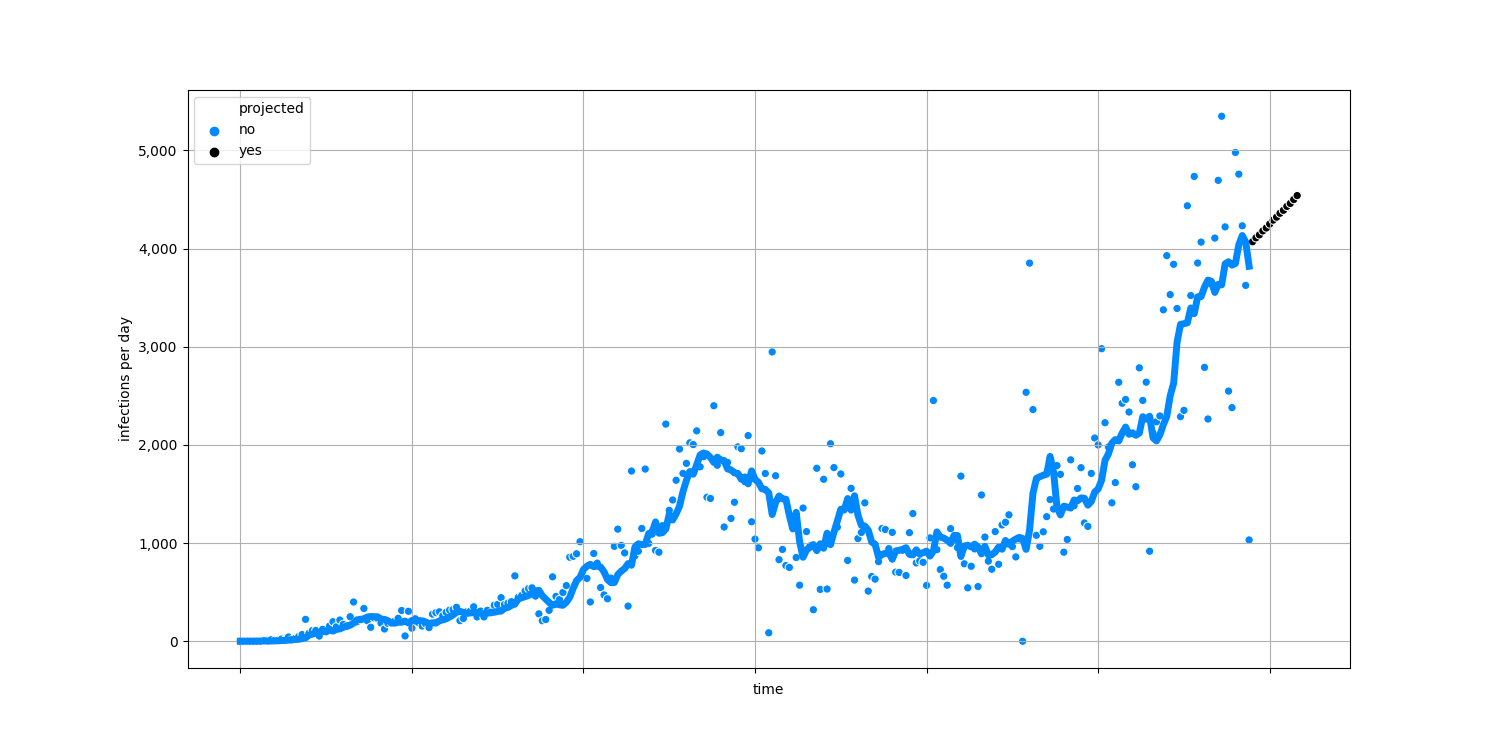 projected
no
yes
5,000
4,000
3,000
2,000
1,000
0
infections per day
time